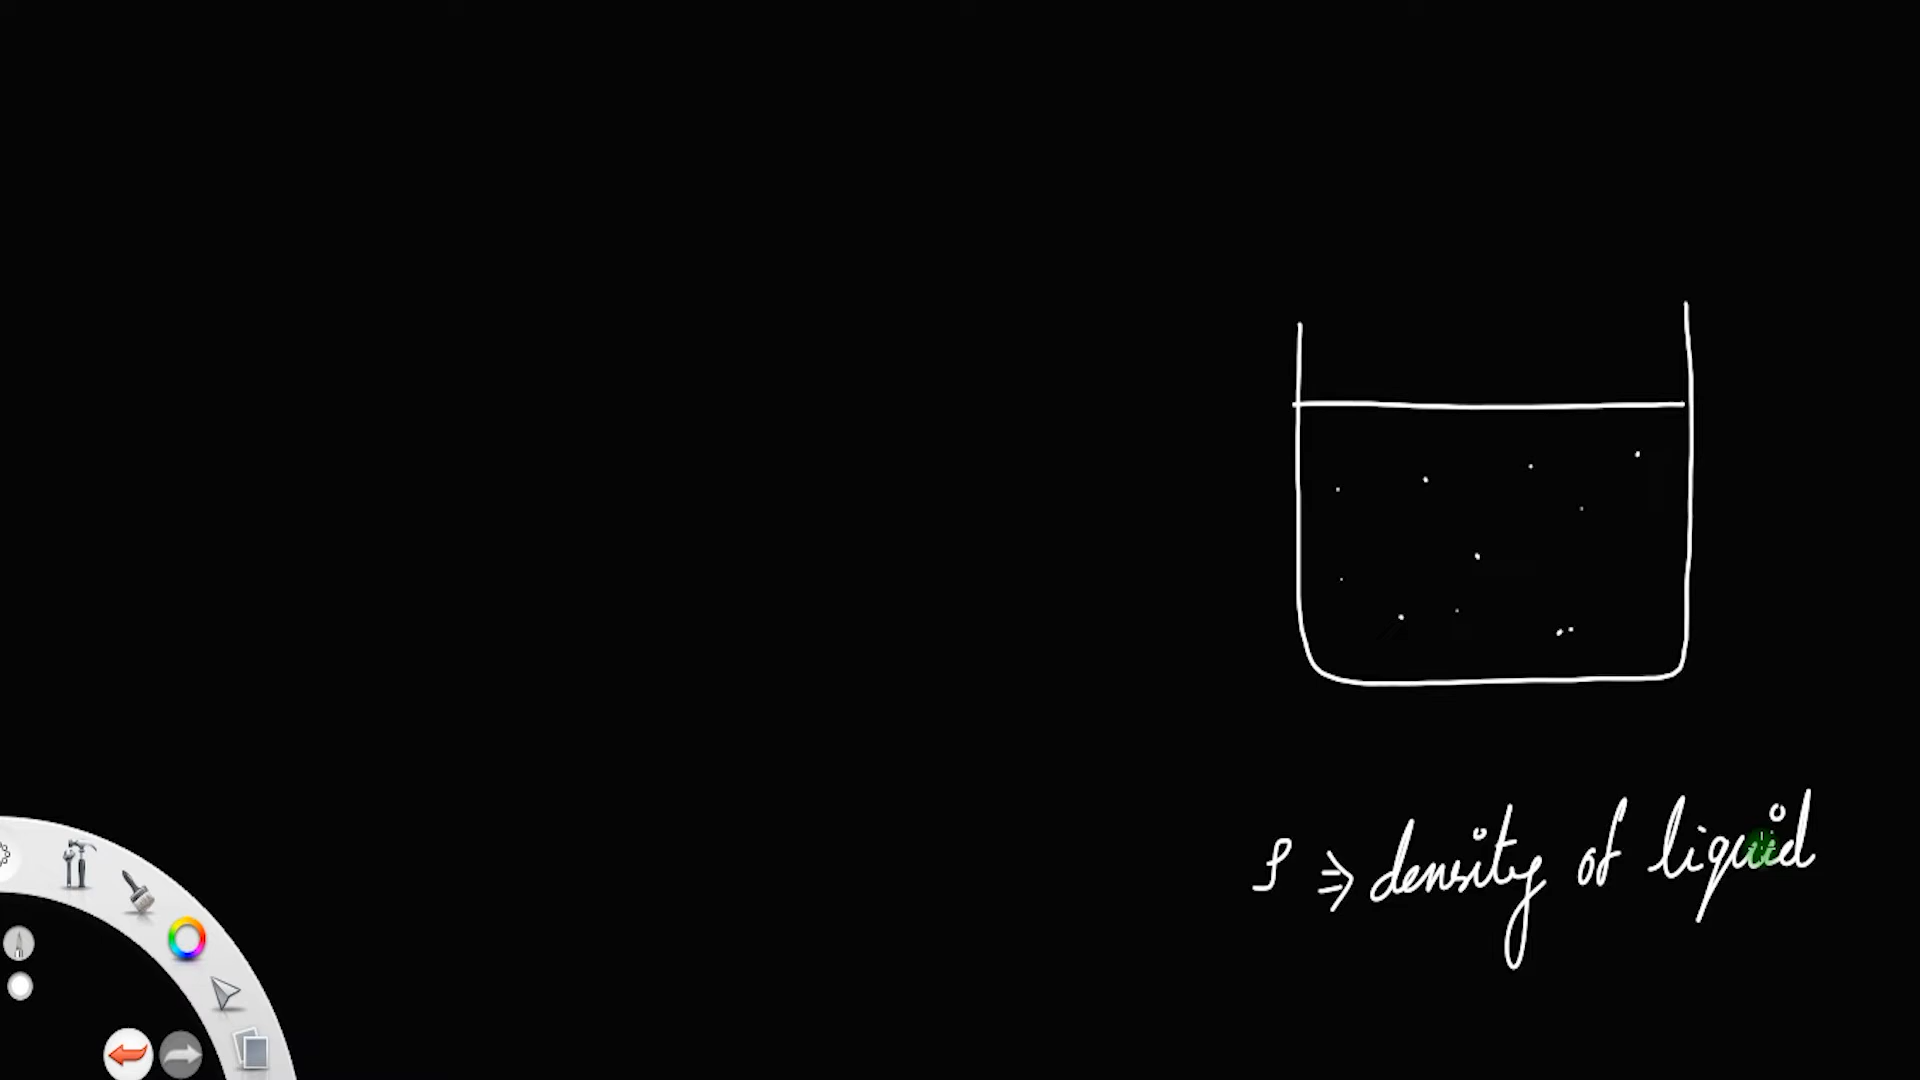 ρ ⇒ density of liquid